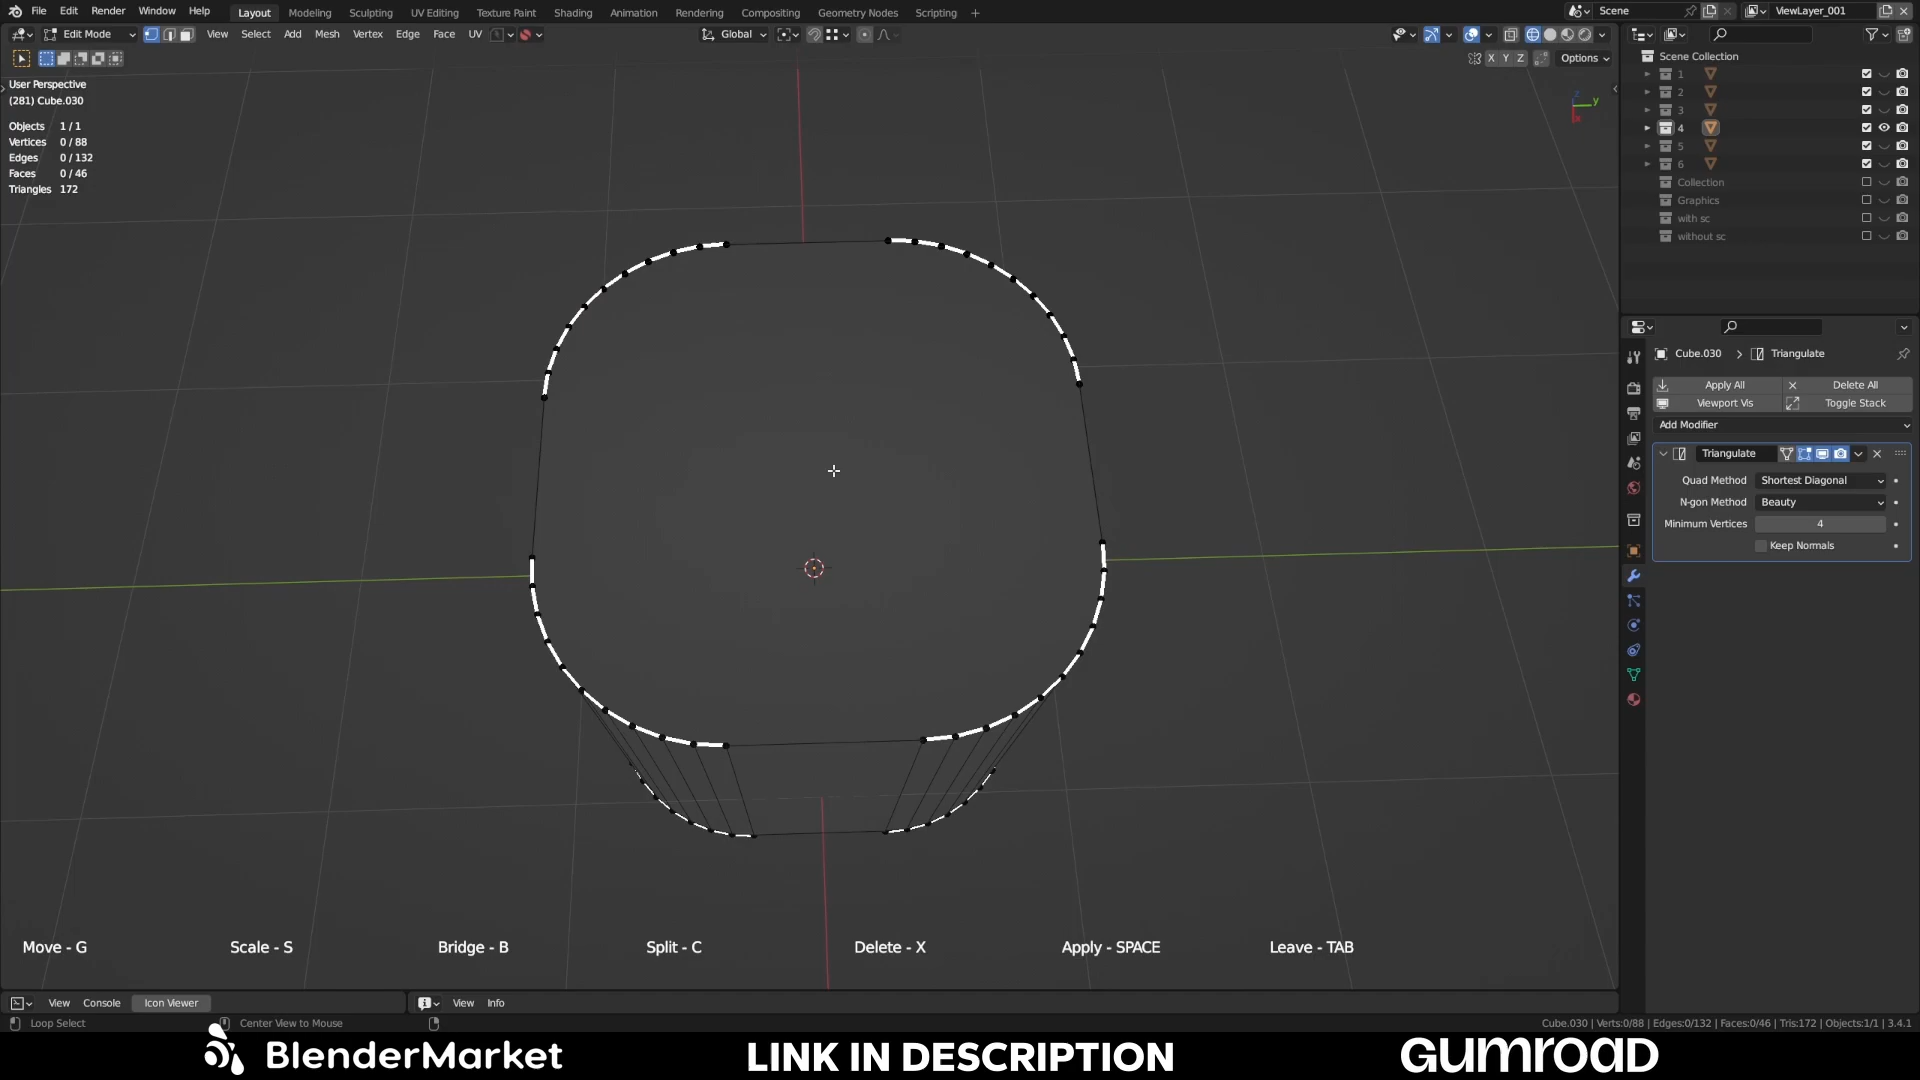 File Edit Render Window Help Layout Modeling Sculpting UV Editing Texture Paint Shading Animation Rendering Compositing Geometry Nodes Scripting + Scene ViewLayer_001
Edit Mode View Select Add Mesh Vertex Edge Face UV Global
X Y Z Options
User Perspective
(281) Cube.030
Objects 1 / 1
Vertices 0 / 88
Edges 0 / 132
Faces 0 / 46
Triangles 172
Scene Collection
1
2
3
4
5
6
Collection
Graphics
with sc
without sc
Cube.030 > Triangulate
Apply All Delete All
Viewport Vis Toggle Stack
Add Modifier
Triangulate
Quad Method Shortest Diagonal
N-gon Method Beauty
Minimum Vertices 4
Keep Normals
Move - G Scale - S Bridge - B Split - C Delete - X Apply - SPACE Leave - TAB
View Console Icon Viewer View Info
Loop Select Center View to Mouse Cube.030 | Verts:0/88 | Edges:0/132 | Faces:0/46 | Tris:172 | Objects:1/1 | 3.4.1
BlenderMarket LINK IN DESCRIPTION GUMROAD